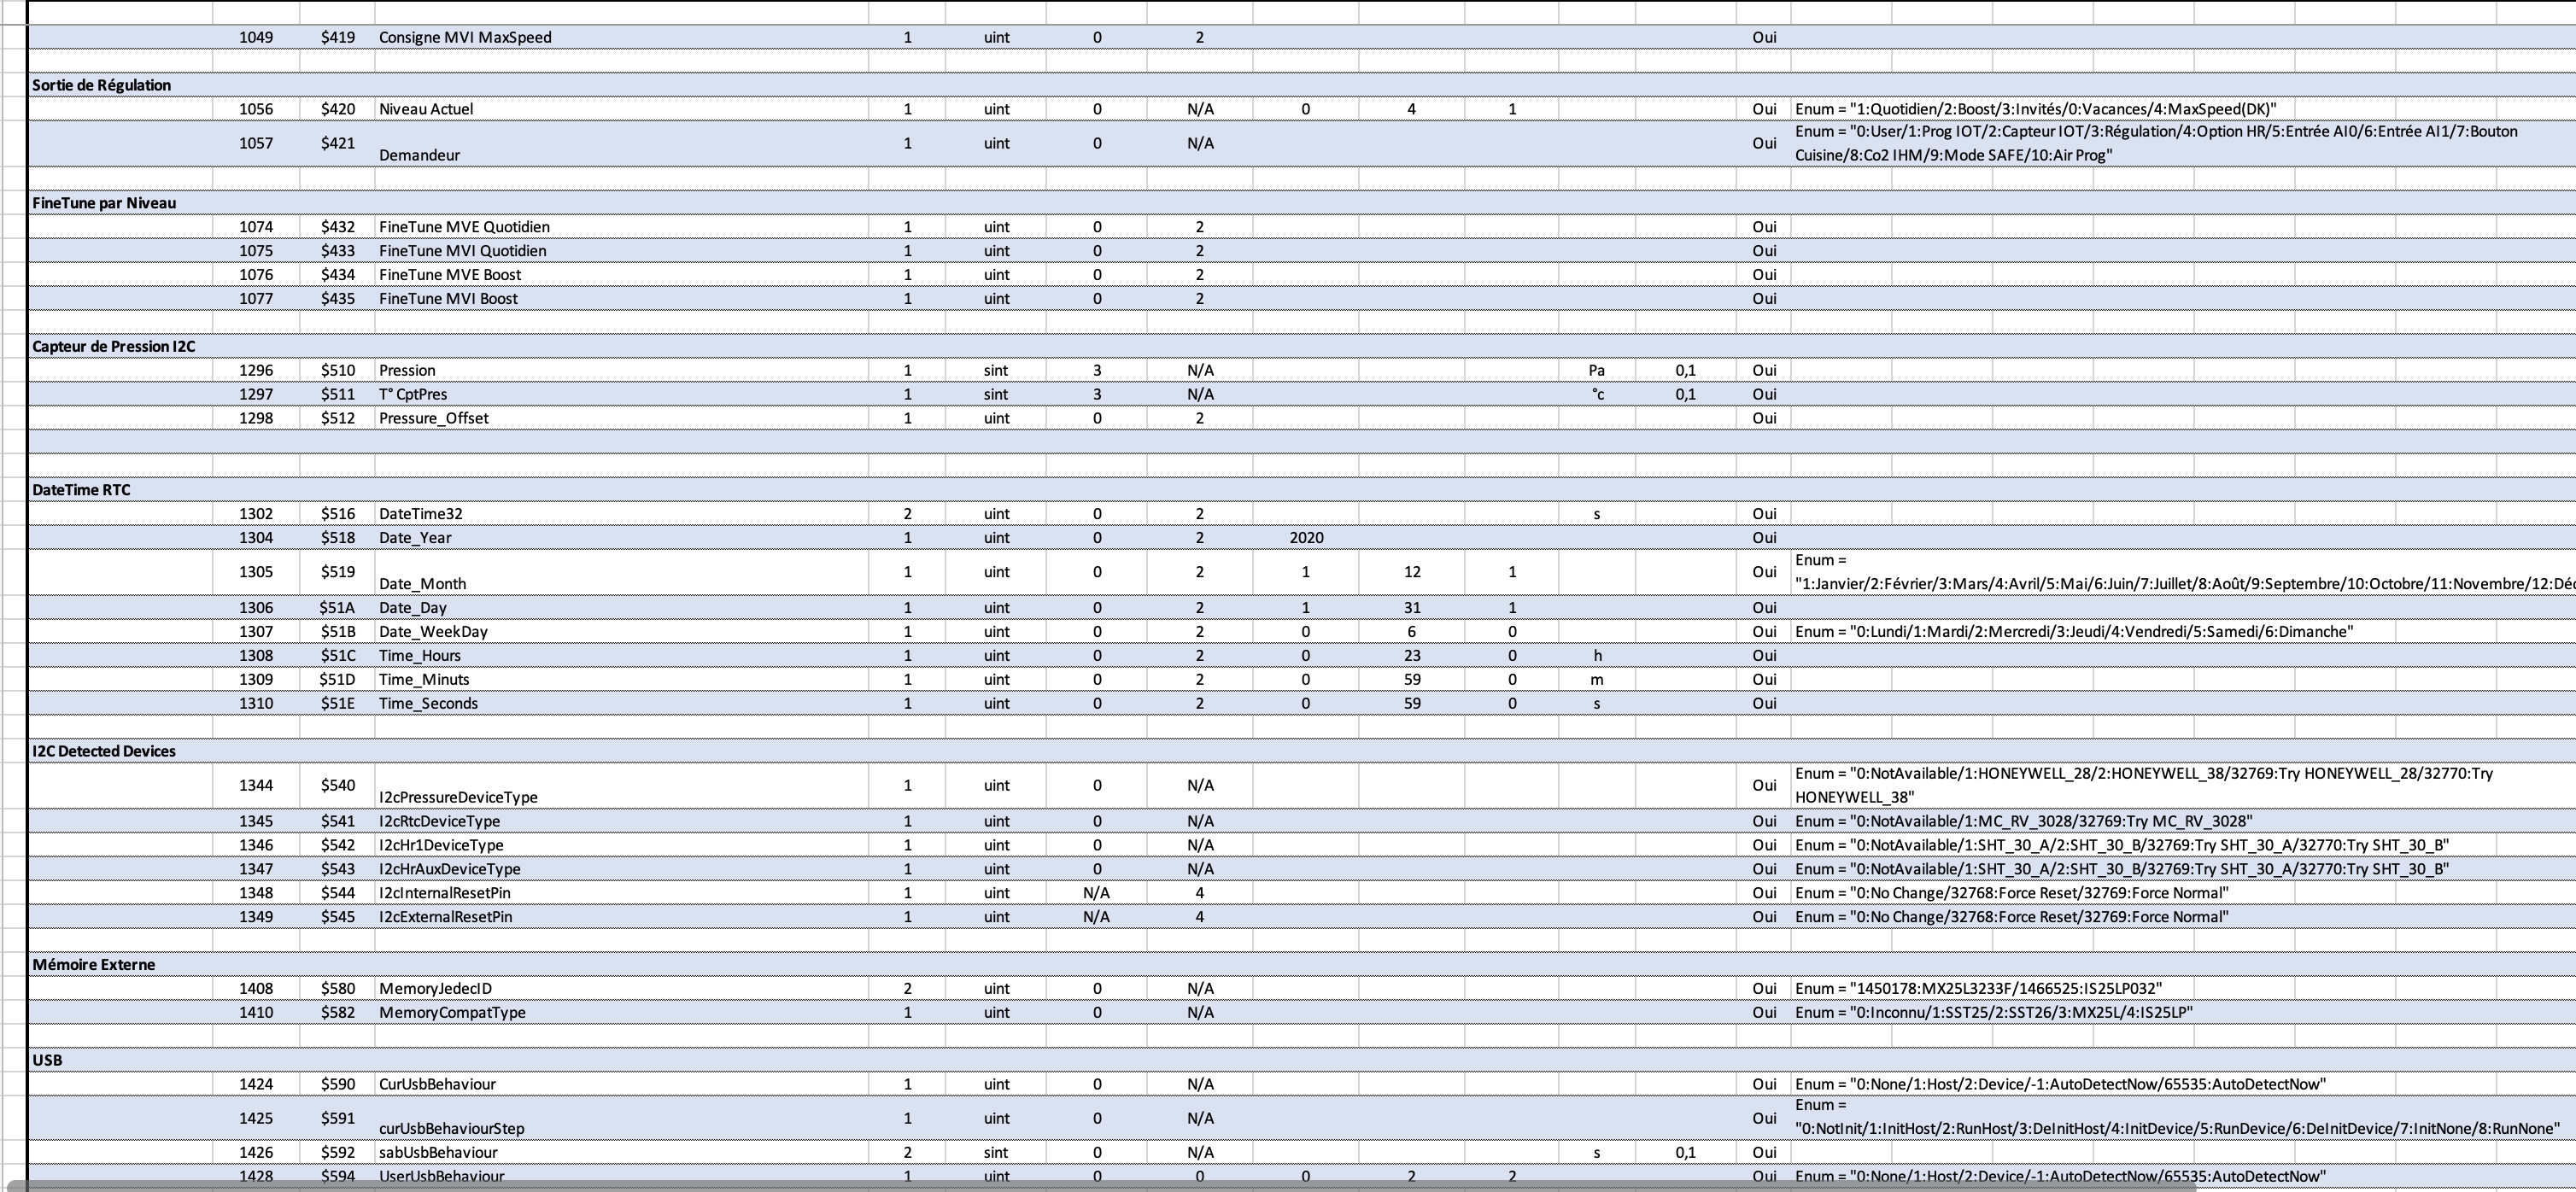 1049 $419 Consigne MVI MaxSpeed 1 uint 0 2 Oui
Sortie de Régulation
1056 $420 Niveau Actuel 1 uint 0 N/A 0 4 1 Oui Enum = "1:Quotidien/2:Boost/3:Invités/0:Vacances/4:MaxSpeed(DK)"
1057 $421 Demandeur 1 uint 0 N/A Oui Enum = "0:User/1:Prog IOT/2:Capteur IOT/3:Régulation/4:Option HR/5:Entrée AI0/6:Entrée AI1/7:Bouton
Cuisine/8:Co2 IHM/9:Mode SAFE/10:Air Prog"
FineTune par Niveau
1074 $432 FineTune MVE Quotidien 1 uint 0 2 Oui
1075 $433 FineTune MVI Quotidien 1 uint 0 2 Oui
1076 $434 FineTune MVE Boost 1 uint 0 2 Oui
1077 $435 FineTune MVI Boost 1 uint 0 2 Oui
Capteur de Pression I2C
1296 $510 Pression 1 sint 3 N/A Pa 0,1 Oui
1297 $511 T° CptPres 1 sint 3 N/A °c 0,1 Oui
1298 $512 Pressure_Offset 1 uint 0 2 Oui
DateTime RTC
1302 $516 DateTime32 2 uint 0 2 s Oui
1304 $518 Date_Year 1 uint 0 2 2020 Oui
1305 $519 Date_Month 1 uint 0 2 1 12 1 Oui Enum =
"1:Janvier/2:Février/3:Mars/4:Avril/5:Mai/6:Juin/7:Juillet/8:Août/9:Septembre/10:Octobre/11:Novembre/12:Déc
1306 $51A Date_Day 1 uint 0 2 1 31 1 Oui
1307 $51B Date_WeekDay 1 uint 0 2 0 6 0 Oui Enum = "0:Lundi/1:Mardi/2:Mercredi/3:Jeudi/4:Vendredi/5:Samedi/6:Dimanche"
1308 $51C Time_Hours 1 uint 0 2 0 23 0 h Oui
1309 $51D Time_Minuts 1 uint 0 2 0 59 0 m Oui
1310 $51E Time_Seconds 1 uint 0 2 0 59 0 s Oui
I2C Detected Devices
1344 $540 I2cPressureDeviceType 1 uint 0 N/A Oui Enum = "0:NotAvailable/1:HONEYWELL_28/2:HONEYWELL_38/32769:Try HONEYWELL_28/32770:Try
HONEYWELL_38"
1345 $541 I2cRtcDeviceType 1 uint 0 N/A Oui Enum = "0:NotAvailable/1:MC_RV_3028/32769:Try MC_RV_3028"
1346 $542 I2cHr1DeviceType 1 uint 0 N/A Oui Enum = "0:NotAvailable/1:SHT_30_A/2:SHT_30_B/32769:Try SHT_30_A/32770:Try SHT_30_B"
1347 $543 I2cHrAuxDeviceType 1 uint 0 N/A Oui Enum = "0:NotAvailable/1:SHT_30_A/2:SHT_30_B/32769:Try SHT_30_A/32770:Try SHT_30_B"
1348 $544 I2cInternalResetPin 1 uint N/A 4 Oui Enum = "0:No Change/32768:Force Reset/32769:Force Normal"
1349 $545 I2cExternalResetPin 1 uint N/A 4 Oui Enum = "0:No Change/32768:Force Reset/32769:Force Normal"
Mémoire Externe
1408 $580 MemoryJedecID 2 uint 0 N/A Oui Enum = "1450178:MX25L3233F/1466525:IS25LP032"
1410 $582 MemoryCompatType 1 uint 0 N/A Oui Enum = "0:Inconnu/1:SST25/2:SST26/3:MX25L/4:IS25LP"
USB
1424 $590 CurUsbBehaviour 1 uint 0 N/A Oui Enum = "0:None/1:Host/2:Device/-1:AutoDetectNow/65535:AutoDetectNow"
1425 $591 curUsbBehaviourStep 1 uint 0 N/A Oui Enum =
"0:NotInit/1:InitHost/2:RunHost/3:DeInitHost/4:InitDevice/5:RunDevice/6:DeInitDevice/7:InitNone/8:RunNone"
1426 $592 sabUsbBehaviour 2 sint 0 N/A s 0,1 Oui
1428 $594 UserUsbBehaviour 1 uint 0 0 0 2 2 Oui Enum = "0:None/1:Host/2:Device/-1:AutoDetectNow/65535:AutoDetectNow"